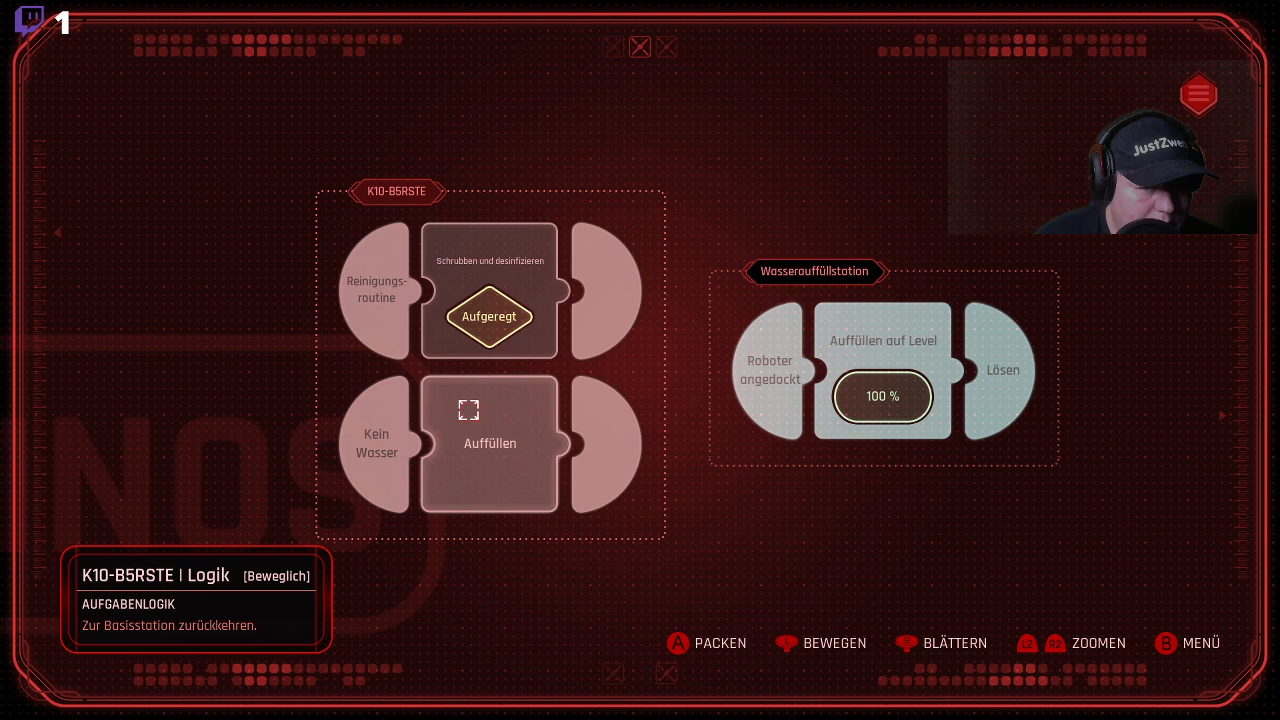 1
JustZwei
K10-B5RSTE
Reinigungs-
routine
Schrubben und desinfizieren
Aufgeregt
Kein
Wasser
Auffüllen
Wasserauffüllstation
Roboter
angedockt
Auffüllen auf Level
100 %
Lösen
NOS
K10-B5RSTE | Logik [Beweglich]
AUFGABENLOGIK
Zur Basisstation zurückkehren.
A PACKEN
L BEWEGEN
R BLÄTTERN
L2 R2 ZOOMEN
B MENÜ